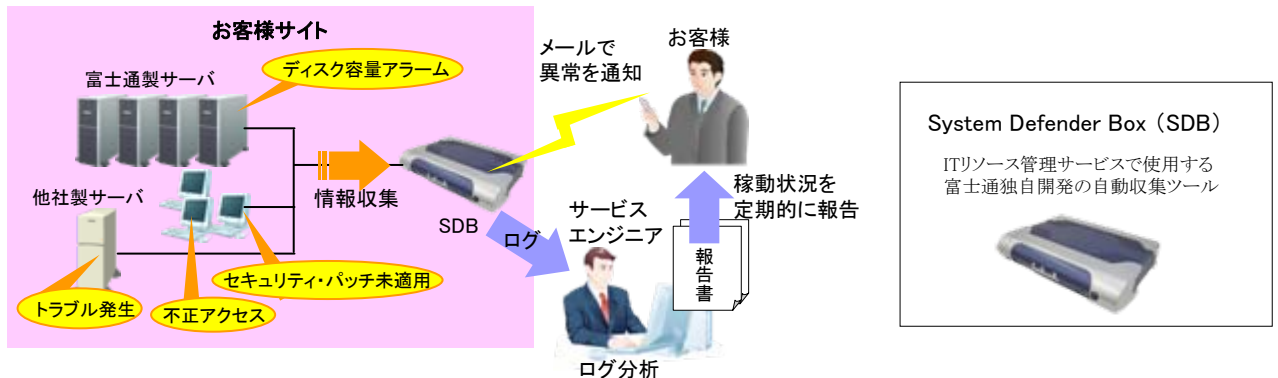 お客様サイト
富士通製サーバ
ディスク容量アラーム
他社製サーバ
情報収集
SDB
トラブル発生
不正アクセス
セキュリティ・パッチ未適用
メールで
異常を通知
お客様
ログ
サービス
エンジニア
ログ分析
報告書
稼動状況を
定期的に報告
System Defender Box (SDB)
ITリソース管理サービスで使用する
富士通独自開発の自動収集ツール